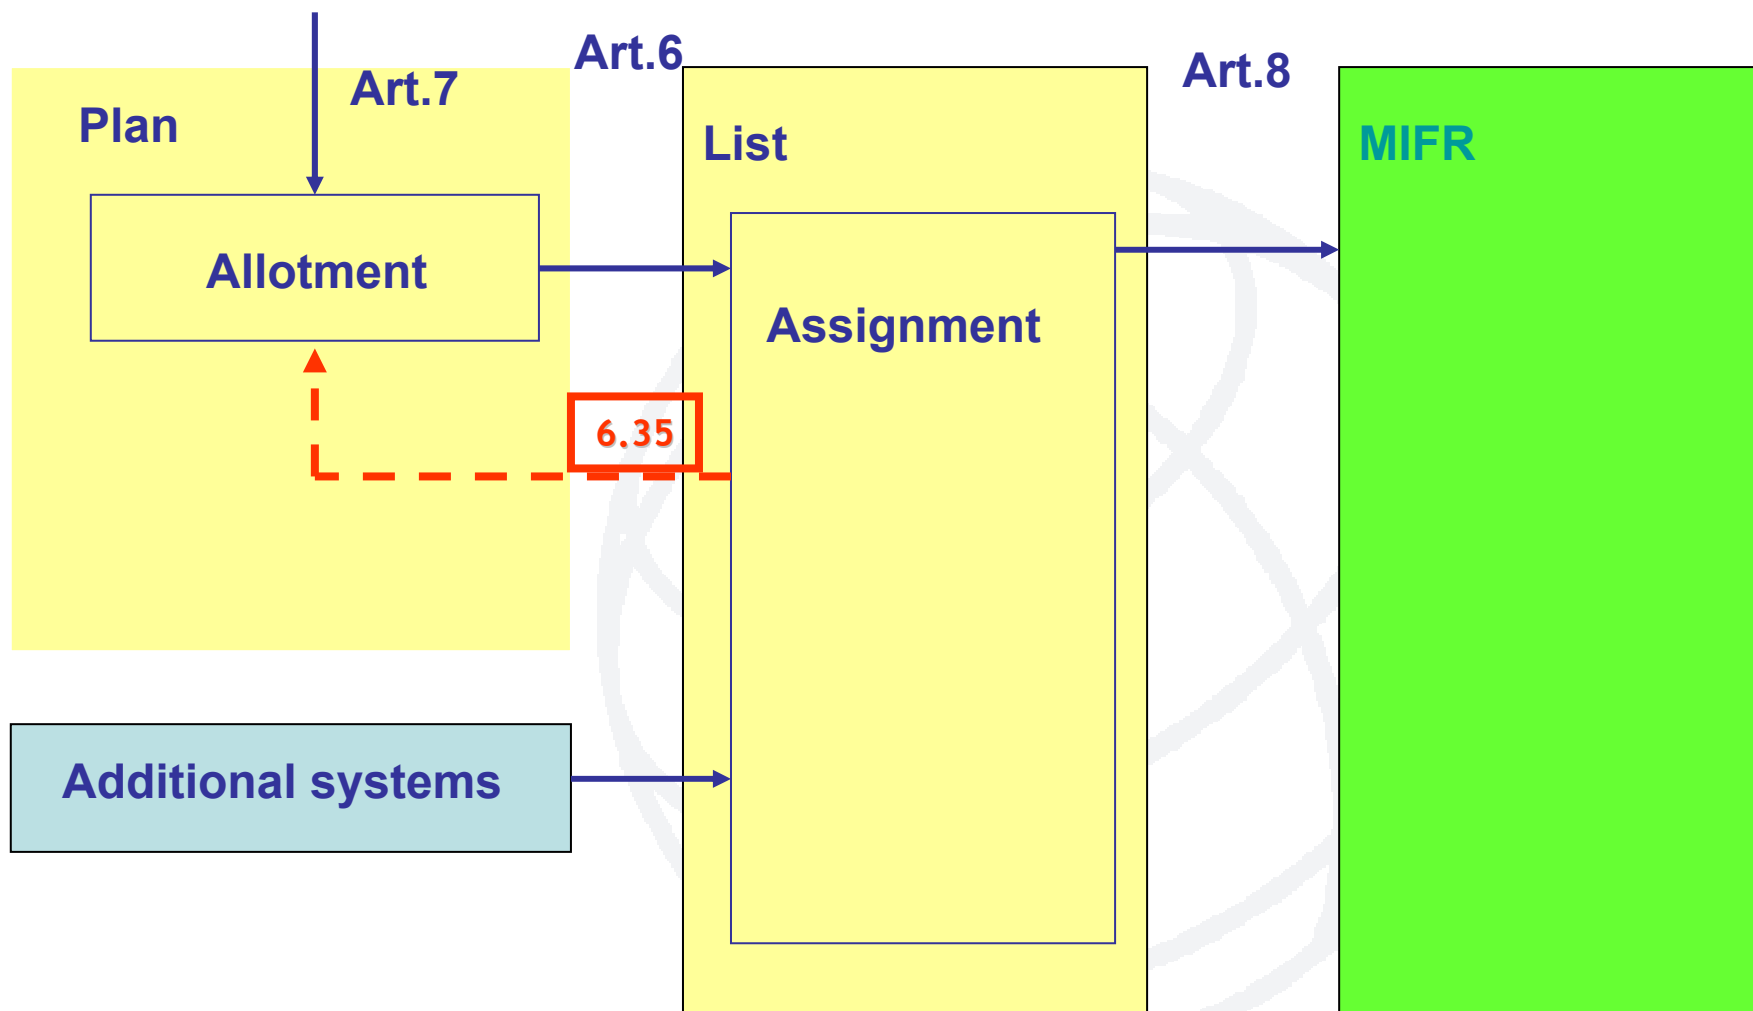 Art.6
Art.8
Art.7
Plan
List
MIFR
Allotment
Assignment
6.35
Additional systems